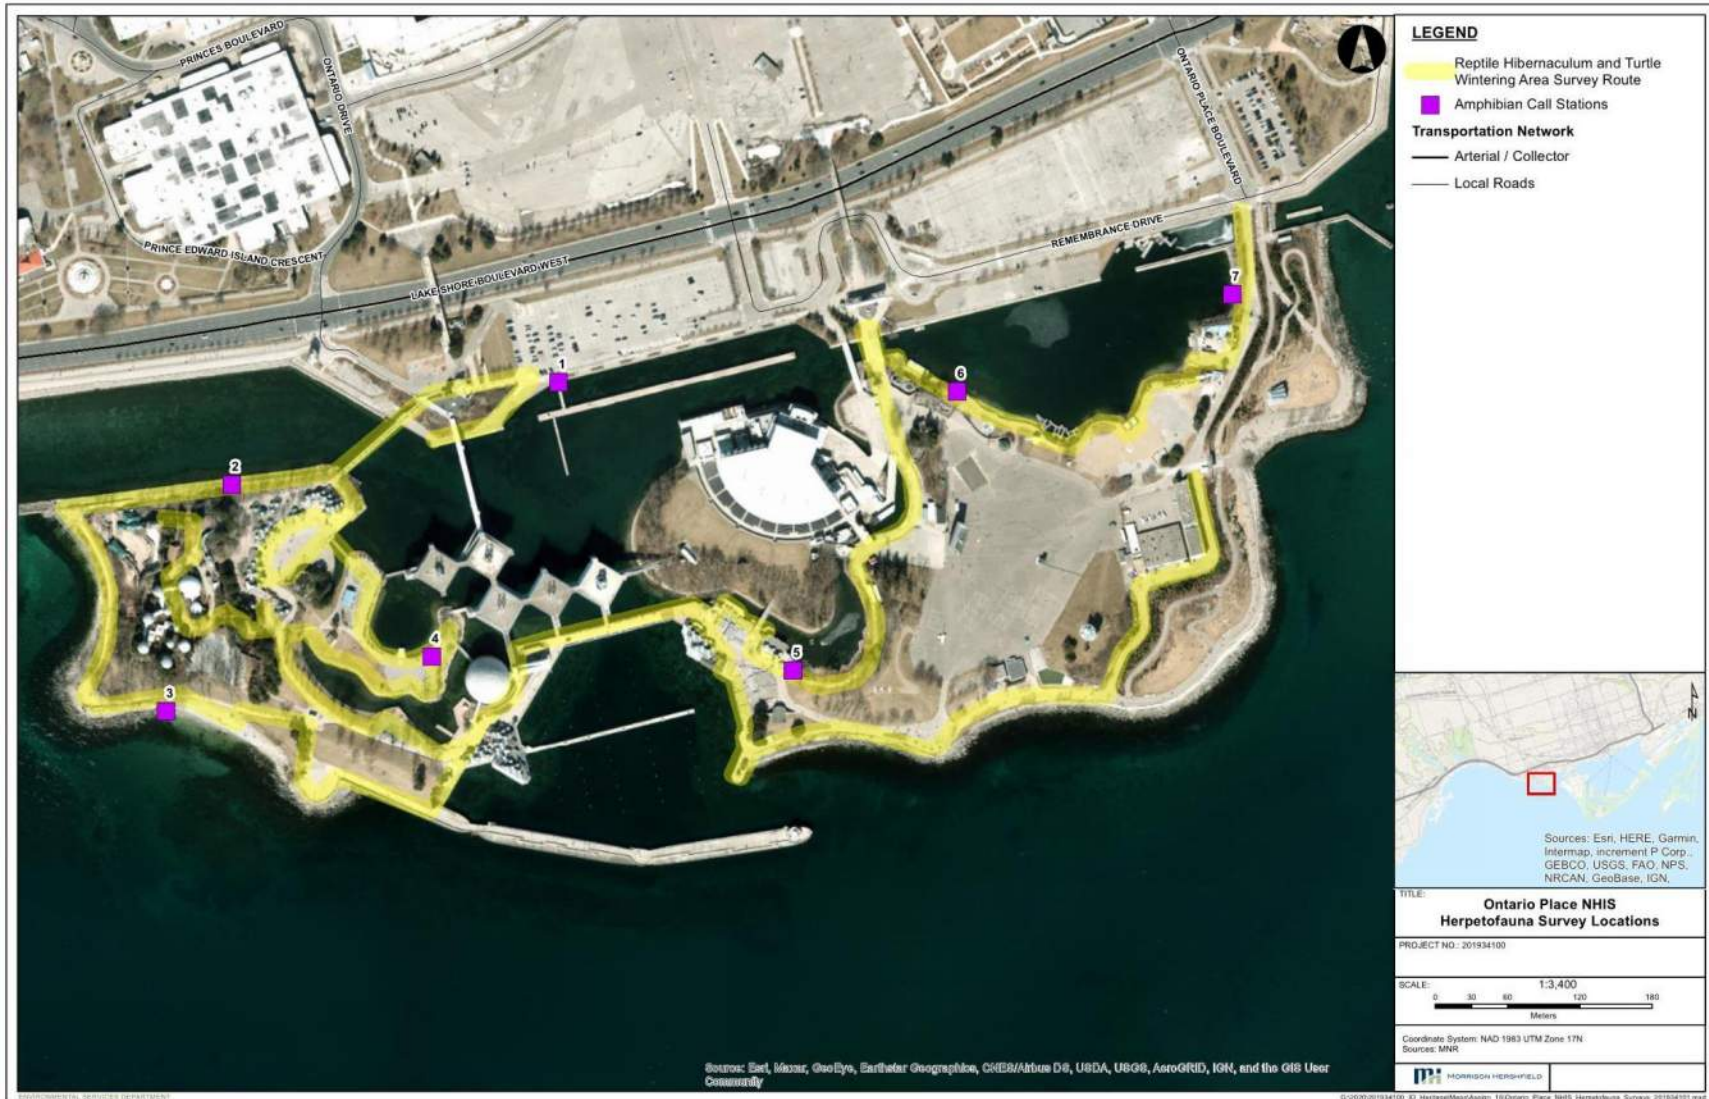 LEGEND
Reptile Hibernaculum and Turtle
Wintering Area Survey Route
Amphibian Call Stations
Transportation Network
Arterial / Collector
Local Roads
PRINCES BOULEVARD
ONTARIO DRIVE
ONTARIO PLACE BOULEVARD
PRINCE EDWARD ISLAND CRESCENT
LAKE SHORE BOULEVARD WEST
REMEMBRANCE DRIVE
1
2
3
4
5
6
7
N
Sources: Esri, HERE, Garmin,
Intermap, increment P Corp.,
GEBCO, USGS, FAO, NPS,
NRCAN, GeoBase, IGN,
TITLE:
Ontario Place NHIS
Herpetofauna Survey Locations
PROJECT NO.: 201934100
SCALE:
1:3,400
0 30 60 120 180
Meters
Coordinate System: NAD 1983 UTM Zone 17N
Sources: MNR
MORRISON HERSHFIELD
Source: Esri, Maxar, GeoEye, Earthstar Geographics, CNES/Airbus DS, USDA, USGS, AeroGRID, IGN, and the GIS User
Community
ENVIRONMENTAL SERVICES DEPARTMENT